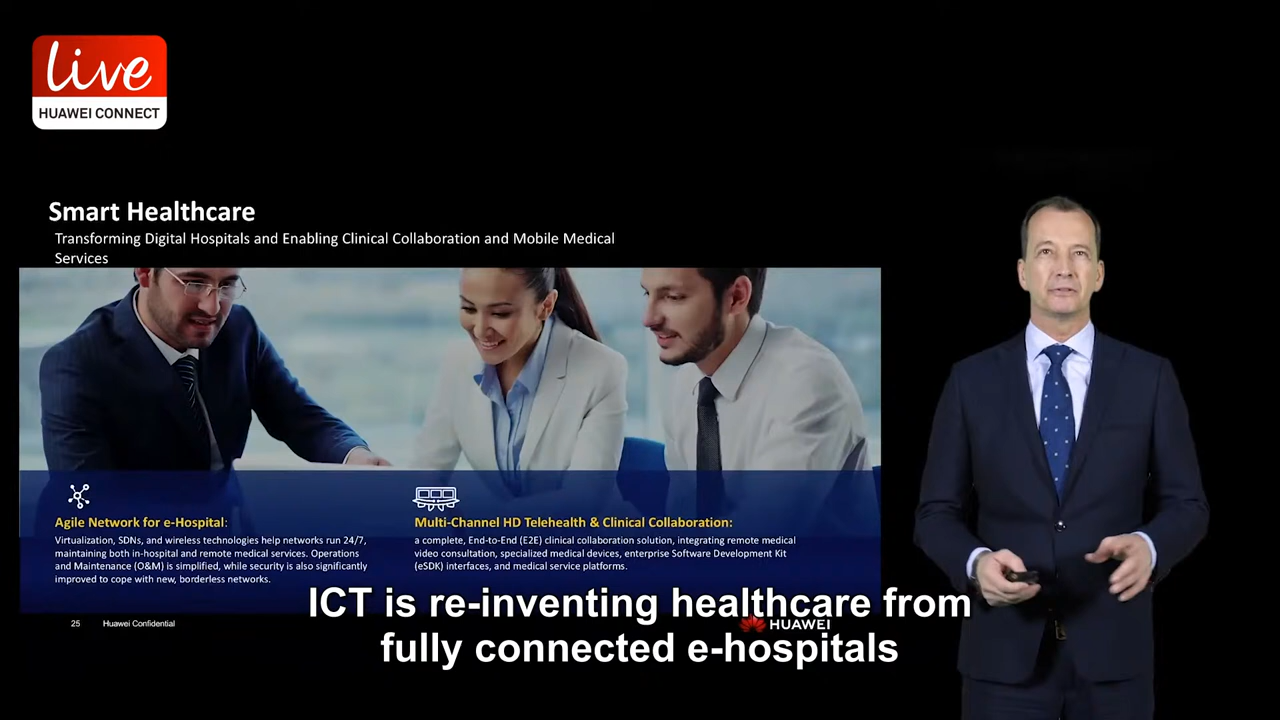 live
HUAWEI CONNECT
Smart Healthcare
Transforming Digital Hospitals and Enabling Clinical Collaboration and Mobile Medical
Services
Agile Network for e-Hospital:
Virtualization, SDNs, and wireless technologies help networks run 24/7,
maintaining both in-hospital and remote medical services. Operations
and Maintenance (O&M) is simplified, while security is also significantly
improved to cope with new, borderless networks.
Multi-Channel HD Telehealth & Clinical Collaboration:
a complete, End-to-End (E2E) clinical collaboration solution, integrating remote medical
video consultation, specialized medical devices, enterprise Software Development Kit
(eSDK) interfaces, and medical service platforms.
25 Huawei Confidential
HUAWEI
ICT is re-inventing healthcare from
fully connected e-hospitals